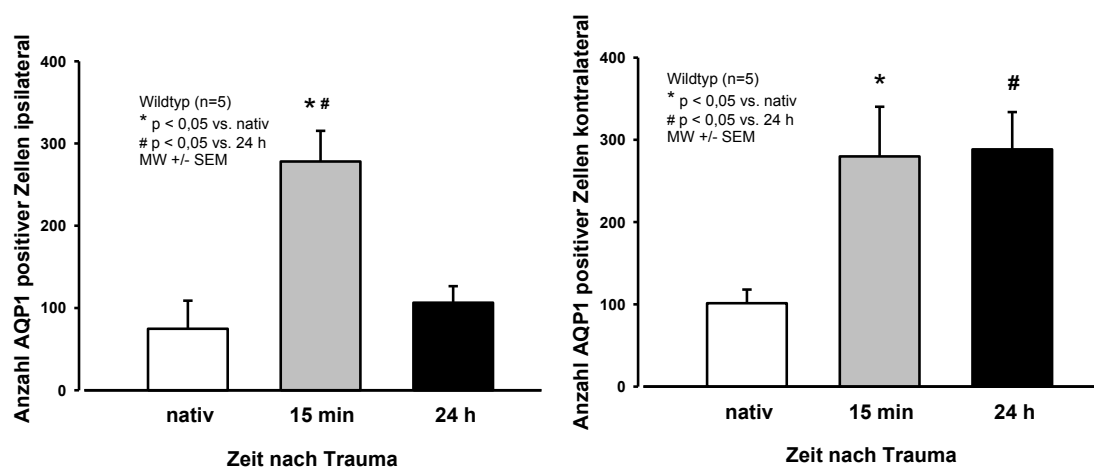 Anzahl AQP1 positiver Zellen ipsilateral
400
300
200
100
0
Wildtyp (n=5)
* p < 0,05 vs. nativ
# p < 0,05 vs. 24 h
MW +/- SEM
* #
nativ 15 min 24 h
Zeit nach Trauma
Anzahl AQP1 positiver Zellen kontralateral
400
300
200
100
0
Wildtyp (n=5)
* p < 0,05 vs. nativ
# p < 0,05 vs. 24 h
MW +/- SEM
* #
nativ 15 min 24 h
Zeit nach Trauma